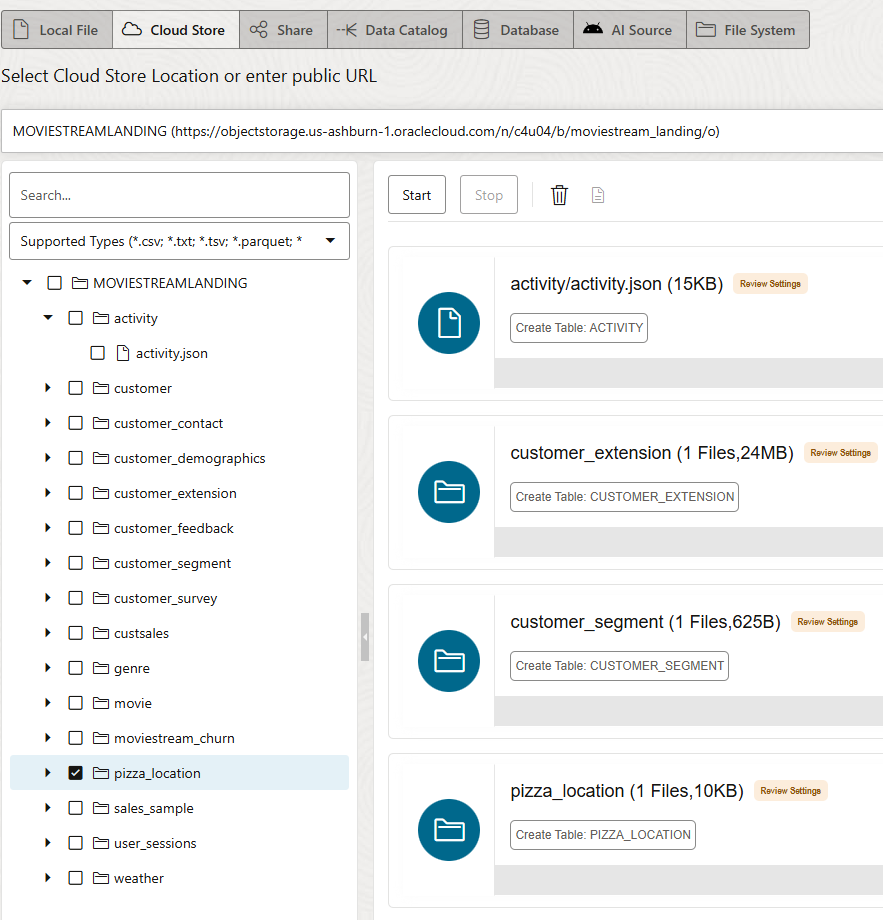 Local File
Cloud Store
Share
Data Catalog
Database
AI Source
File System
Select Cloud Store Location or enter public URL
MOVIESTREAMLANDING (https://objectstorage.us-ashburn-1.oraclecloud.com/n/c4u04/b/moviestream_landing/o)
Search...
Supported Types (*.csv; *.txt; *.tsv; *.parquet; *
MOVIESTREAMLANDING
activity
activity.json
customer
customer_contact
customer_demographics
customer_extension
customer_feedback
customer_segment
customer_survey
custsales
genre
movie
moviestream_churn
pizza_location
sales_sample
user_sessions
weather
Start
Stop
activity/activity.json (15KB)
Review Settings
Create Table: ACTIVITY
customer_extension (1 Files,24MB)
Review Settings
Create Table: CUSTOMER_EXTENSION
customer_segment (1 Files,625B)
Review Settings
Create Table: CUSTOMER_SEGMENT
pizza_location (1 Files,10KB)
Review Settings
Create Table: PIZZA_LOCATION